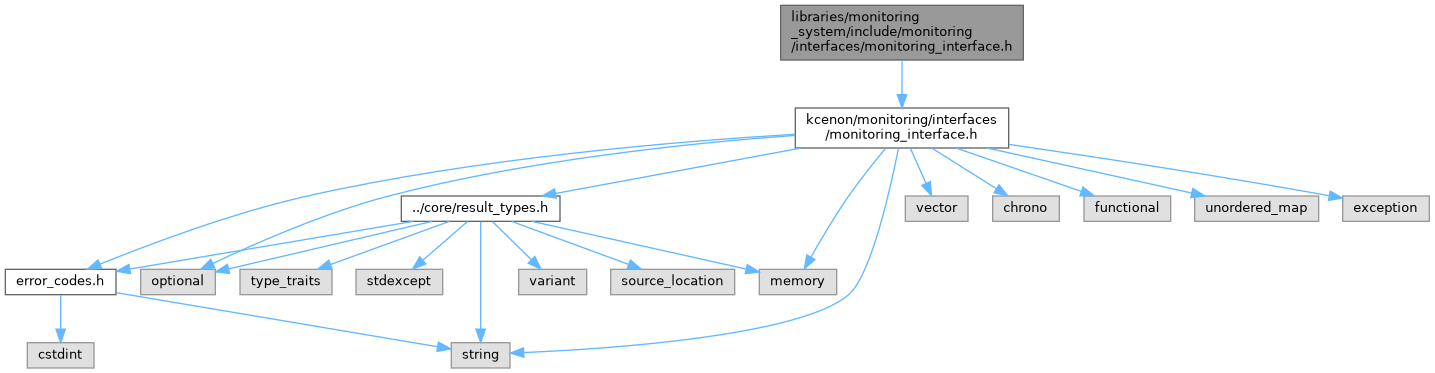 libraries/monitoring
_system/include/monitoring
/interfaces/monitoring_interface.h
kcenon/monitoring/interfaces
/monitoring_interface.h
../core/result_types.h
vector
chrono
functional
unordered_map
exception
error_codes.h
optional
type_traits
stdexcept
variant
source_location
memory
cstdint
string